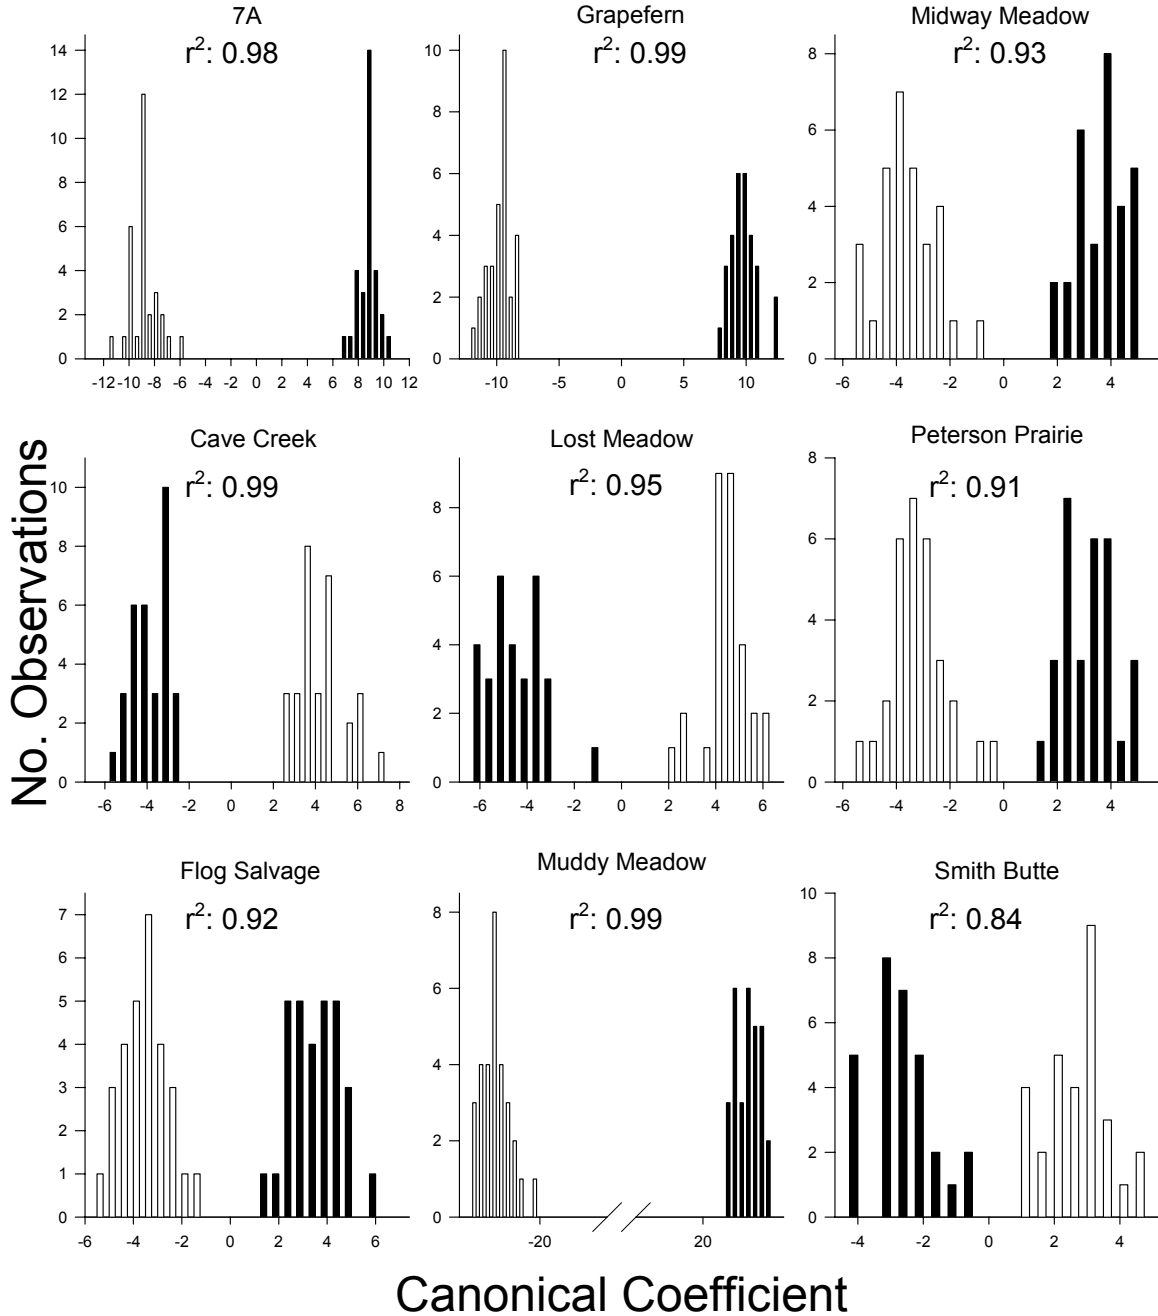 7A
r²: 0.98
14
12
10
8
6
4
2
0
-12 -10 -8 -6 -4 -2 0 2 4 6 8 10 12
Grapefern
r²: 0.99
10
8
6
4
2
0
-10 -5 0 5 10
Midway Meadow
r²: 0.93
8
6
4
2
0
-6 -4 -2 0 2 4
No. Observations
Cave Creek
r²: 0.99
10
8
6
4
2
0
-6 -4 -2 0 2 4 6 8
Lost Meadow
r²: 0.95
8
6
4
2
0
-6 -4 -2 0 2 4 6
Peterson Prairie
r²: 0.91
8
6
4
2
0
-6 -4 -2 0 2 4
Flog Salvage
r²: 0.92
7
6
5
4
3
2
1
0
-6 -4 -2 0 2 4 6
Muddy Meadow
r²: 0.99
8
6
4
2
0
-20 20
Smith Butte
r²: 0.84
10
8
6
4
2
0
-4 -2 0 2 4
Canonical Coefficient